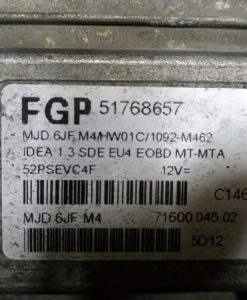 FGP 51768657
MJD 6JF M4/HW01C/1092-M462
IDEA 1.3 SDE EU4 EOBD MT-MTA
52PSEVC4F 12V=
C146
MJD 6JF M4 71600.045.02
5D12